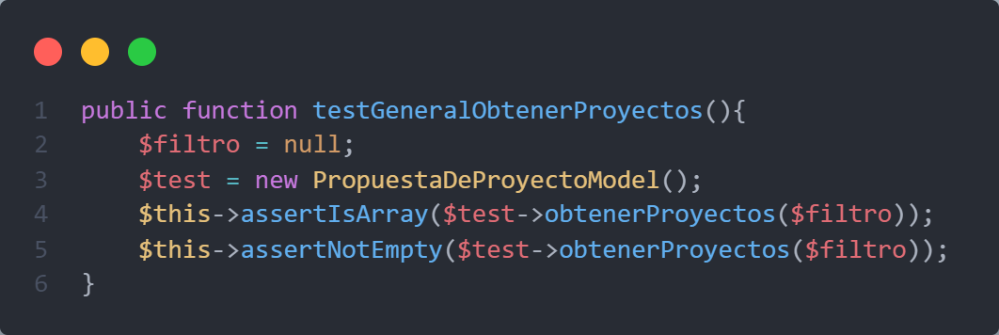 1 public function testGeneralObtenerProyectos(){
2     $filtro = null;
3     $test = new PropuestaDeProyectoModel();
4     $this->assertIsArray($test->obtenerProyectos($filtro));
5     $this->assertNotEmpty($test->obtenerProyectos($filtro));
6 }